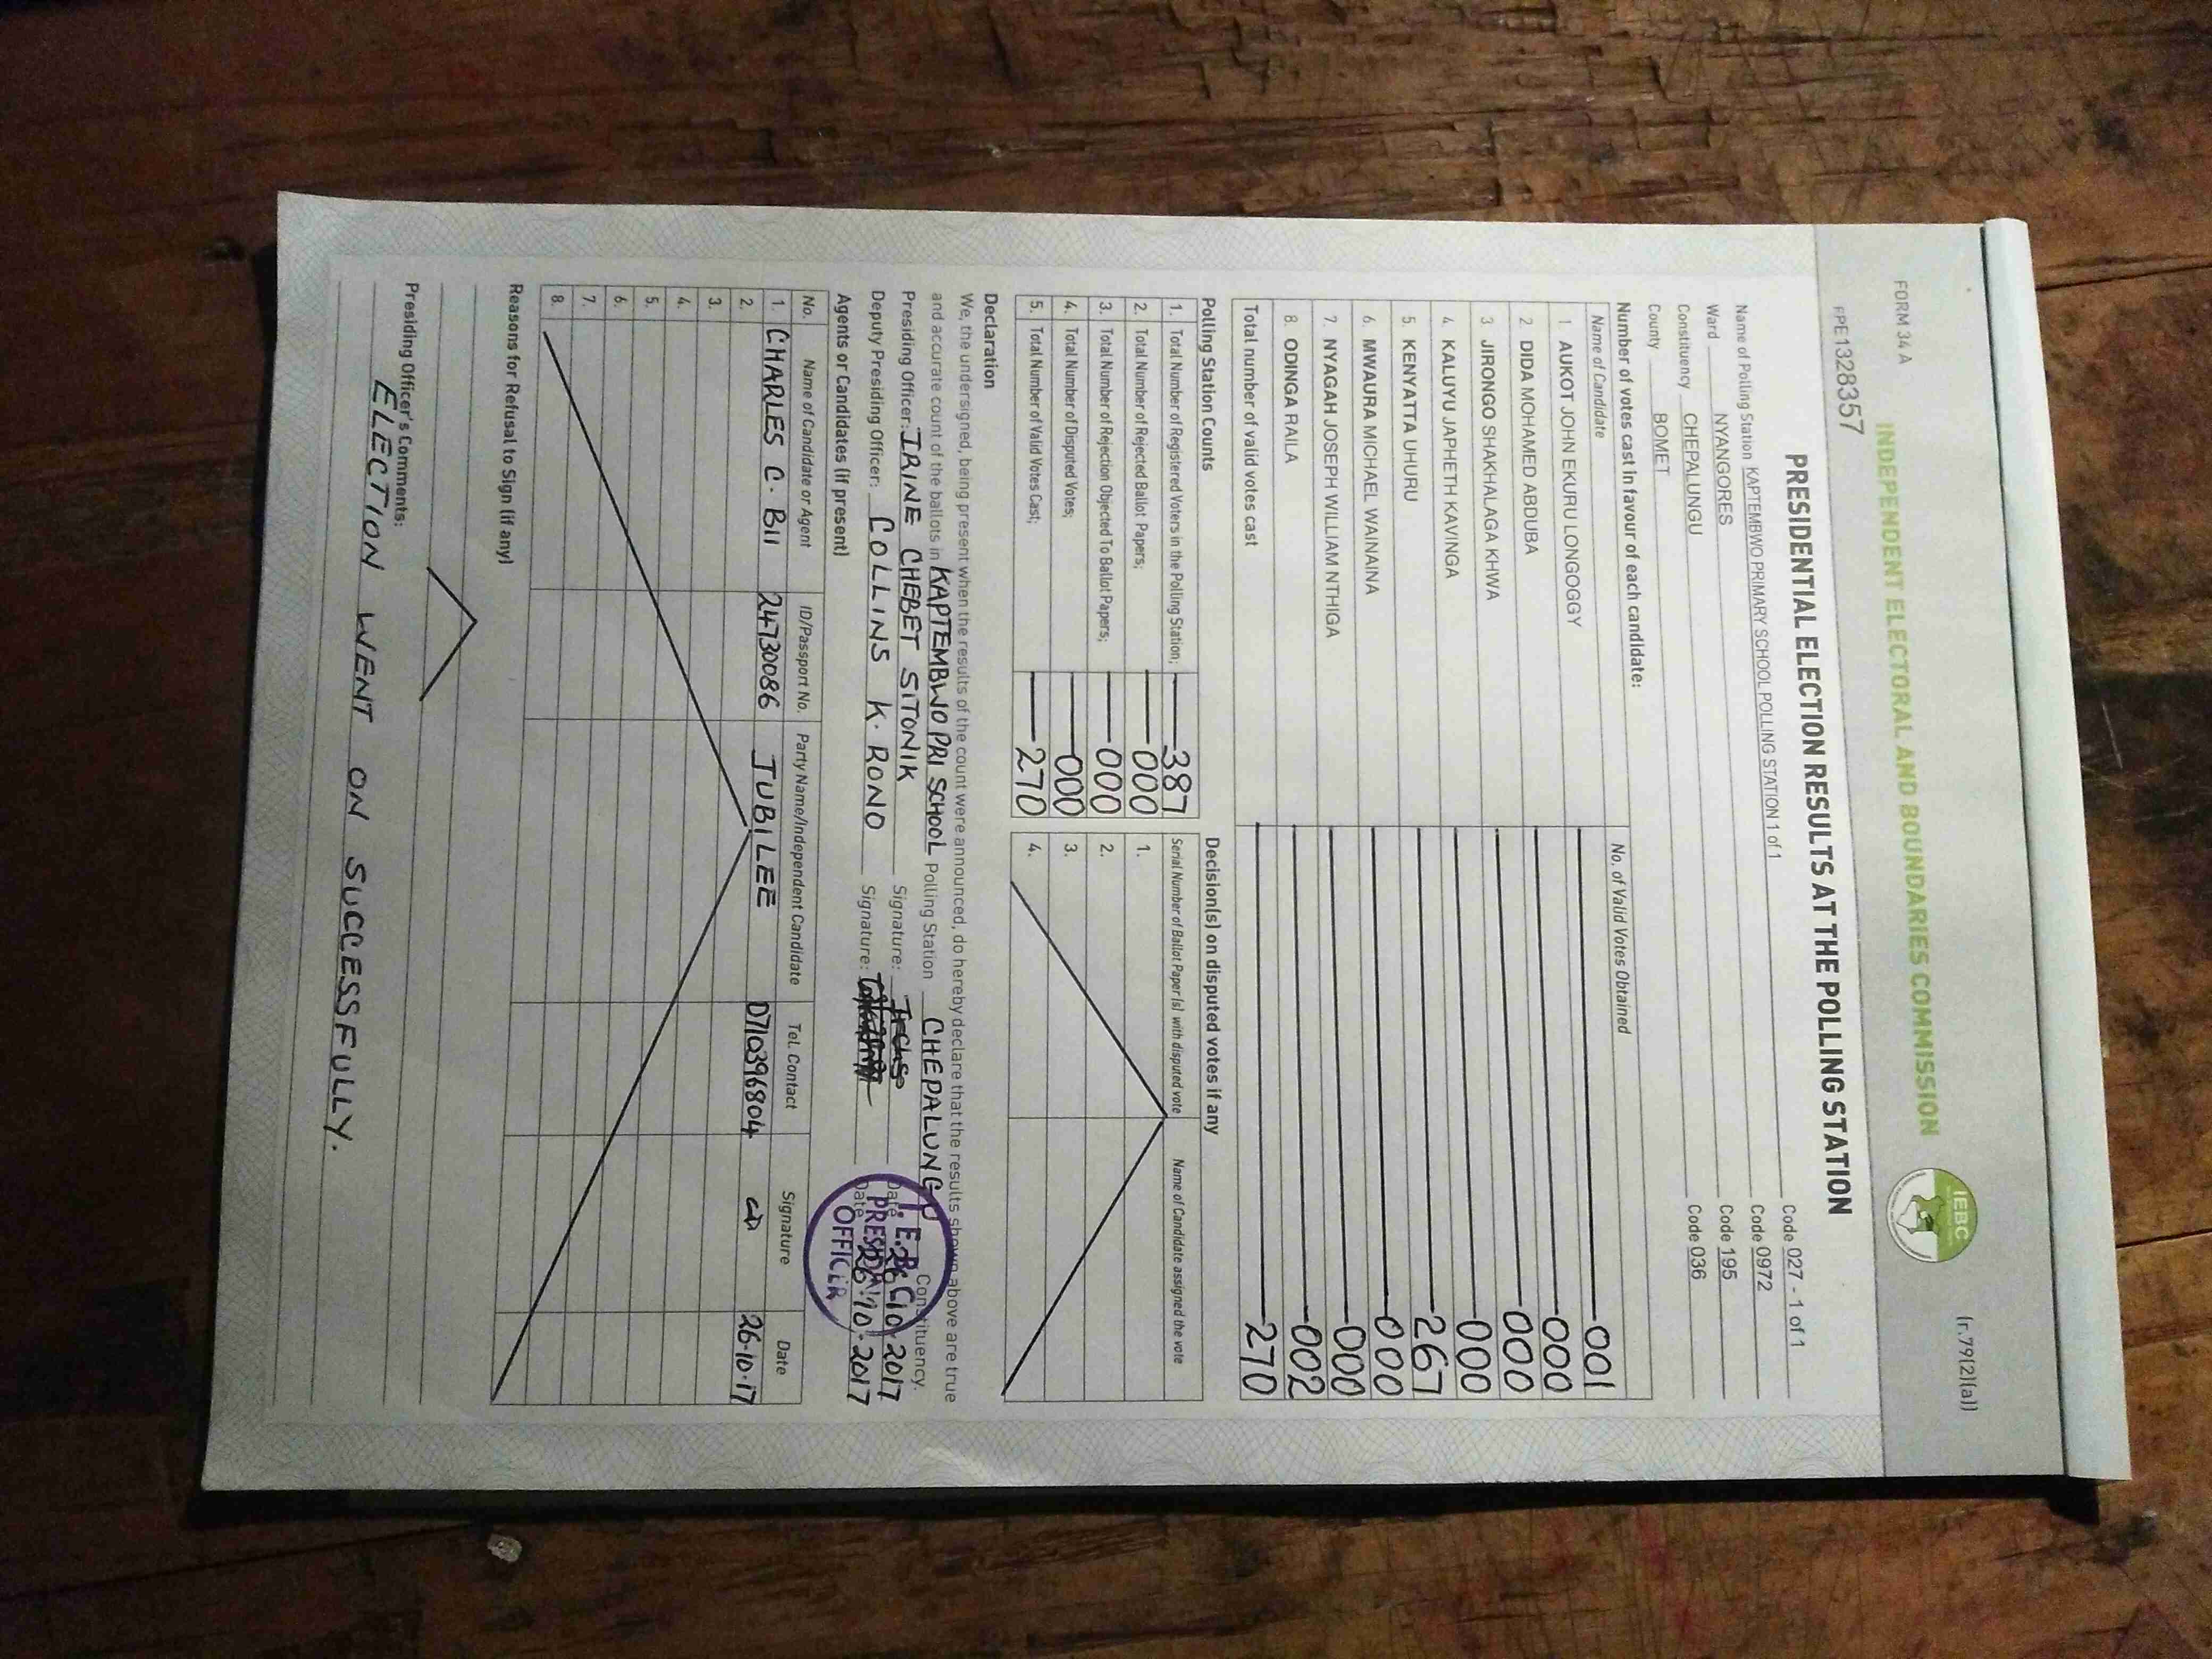 FORM 34 A
(r.79(2)(a))
INDEPENDENT ELECTORAL AND BOUNDARIES COMMISSION
IEBC
PRE1328357
PRESIDENTIAL ELECTION RESULTS AT THE POLLING STATION
Name of Polling Station KAPTEMBWO PRIMARY SCHOOL POLLING STATION 1 of 1 Code 027 - 1 of 1
Ward NYANGORES Code 0972
Constituency CHEPALUNGU Code 195
County BOMET Code 036
Number of votes cast in favour of each candidate:
Name of Candidate No. of Valid Votes Obtained
1 AUKOT JOHN EKURU LONGOGGY 001
2 DIDA MOHAMED ABDUBA 000
3 JIRONGO SHAKHALAGA KHWA 000
4. KALUYU JAPHETH KAVINGA 000
5. KENYATTA UHURU 267
6. MWAURA MICHAEL WAINAINA 000
7. NYAGAH JOSEPH WILLIAM NTHIGA 000
8. ODINGA RAILA 002
Total number of valid votes cast 270
Polling Station Counts
1. Total Number of Registered Voters in the Polling Station; 387
2. Total Number of Rejected Ballot Papers; 000
3. Total Number of Rejection Objected To Ballot Papers; 000
4. Total Number of Disputed Votes; 000
5. Total Number of Valid Votes Cast; 270
Decision(s) on disputed votes if any
Serial Number of Ballot Paper (s) with disputed vote Name of Candidate assigned the vote
1.
2.
3.
4.
Declaration
We, the undersigned, being present when the results of the count were announced, do hereby declare that the results shown above are true
and accurate count of the ballots in KAPTEMBWO PRI SCHOOL Polling Station CHEPALUNGU Constituency.
Presiding Officer: IRINE CHEBET SITONIK Signature: Date 26.10.2017
Deputy Presiding Officer: COLLINS K. RONO Signature: Date 26.10.2017
I.E.B.C
PRESIDING
OFFICER
Agents or Candidates (if present)
No. Name of Candidate or Agent ID/Passport No. Party Name/Independent Candidate Tel. Contact Signature Date
1. CHARLES C. BII 24730086 JUBILEE 0710396804 26-10-17
2.
3.
4.
5.
6.
7.
8.
Reasons for Refusal to Sign (if any)
Presiding Officer's Comments:
ELECTION WENT ON SUCCESSFULLY.